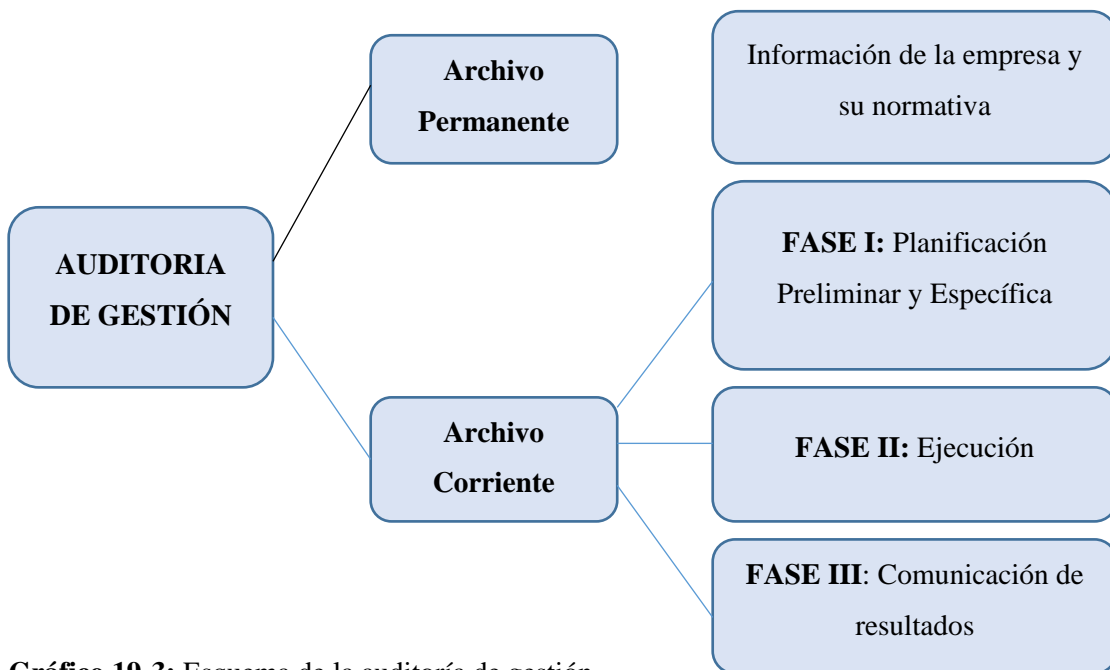 Archivo
Permanente
Información de la empresa y
su normativa
AUDITORIA
DE GESTIÓN
FASE I: Planificación
Preliminar y Específica
Archivo
Corriente
FASE II: Ejecución
FASE III: Comunicación de
resultados
Gráfico 19-3: Esquema de la auditoría de gestión